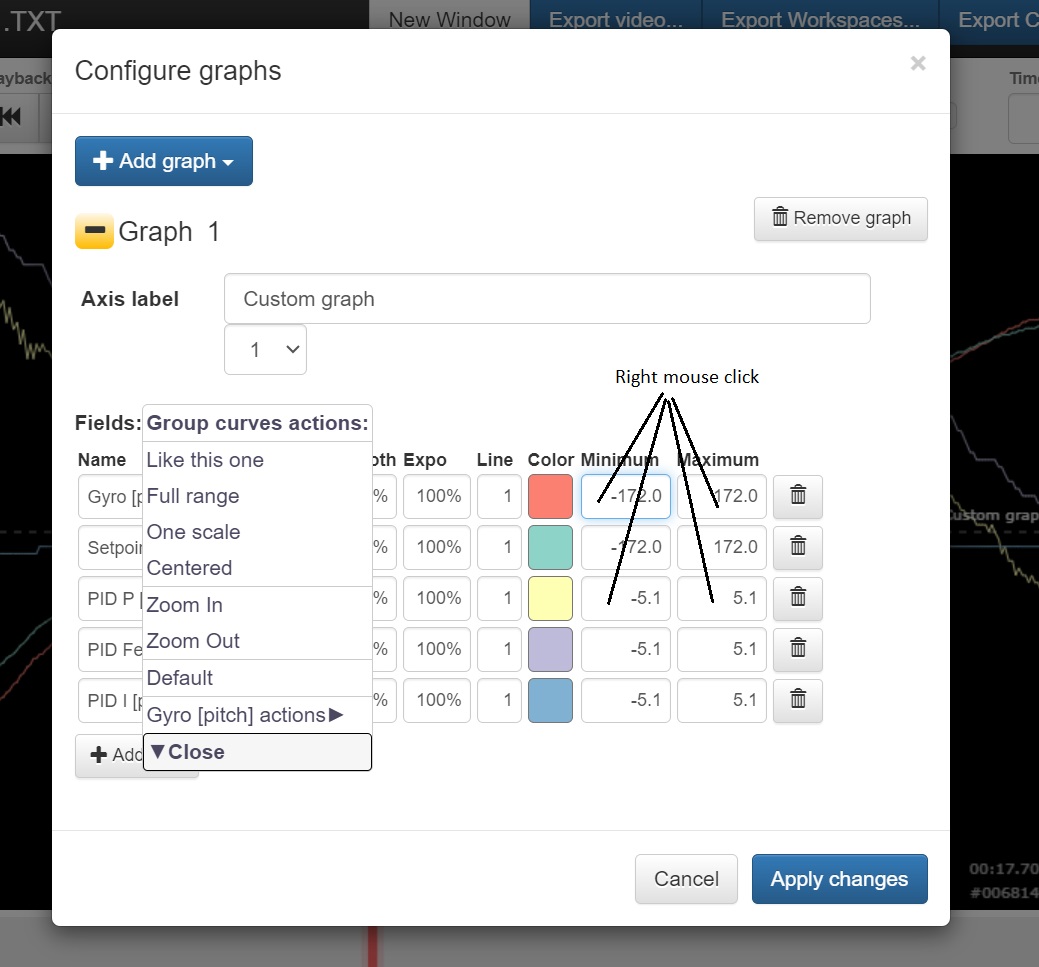 .TXT
New Window
Export video...
Export Workspaces...
Export C
Configure graphs
×
ayback
Tim
Add graph
Graph 1
Remove graph
Axis label
Custom graph
1
Right mouse click
Fields:
Group curves actions:
Name oth Expo Line Color Minimum Maximum
Like this one
Gyro [p % 100% 1 -172.0 172.0
Full range
ustom grap
One scale
Setpoin % 100% 1 -172.0 172.0
Centered
PID P % 100% 1 -5.1 5.1
Zoom In
Zoom Out
PID Fe % 100% 1 -5.1 5.1
Default
PID I [p % 100% 1 -5.1 5.1
Gyro [pitch] actions▶
▼Close
Add
Cancel
Apply changes
00:17.70
#006814